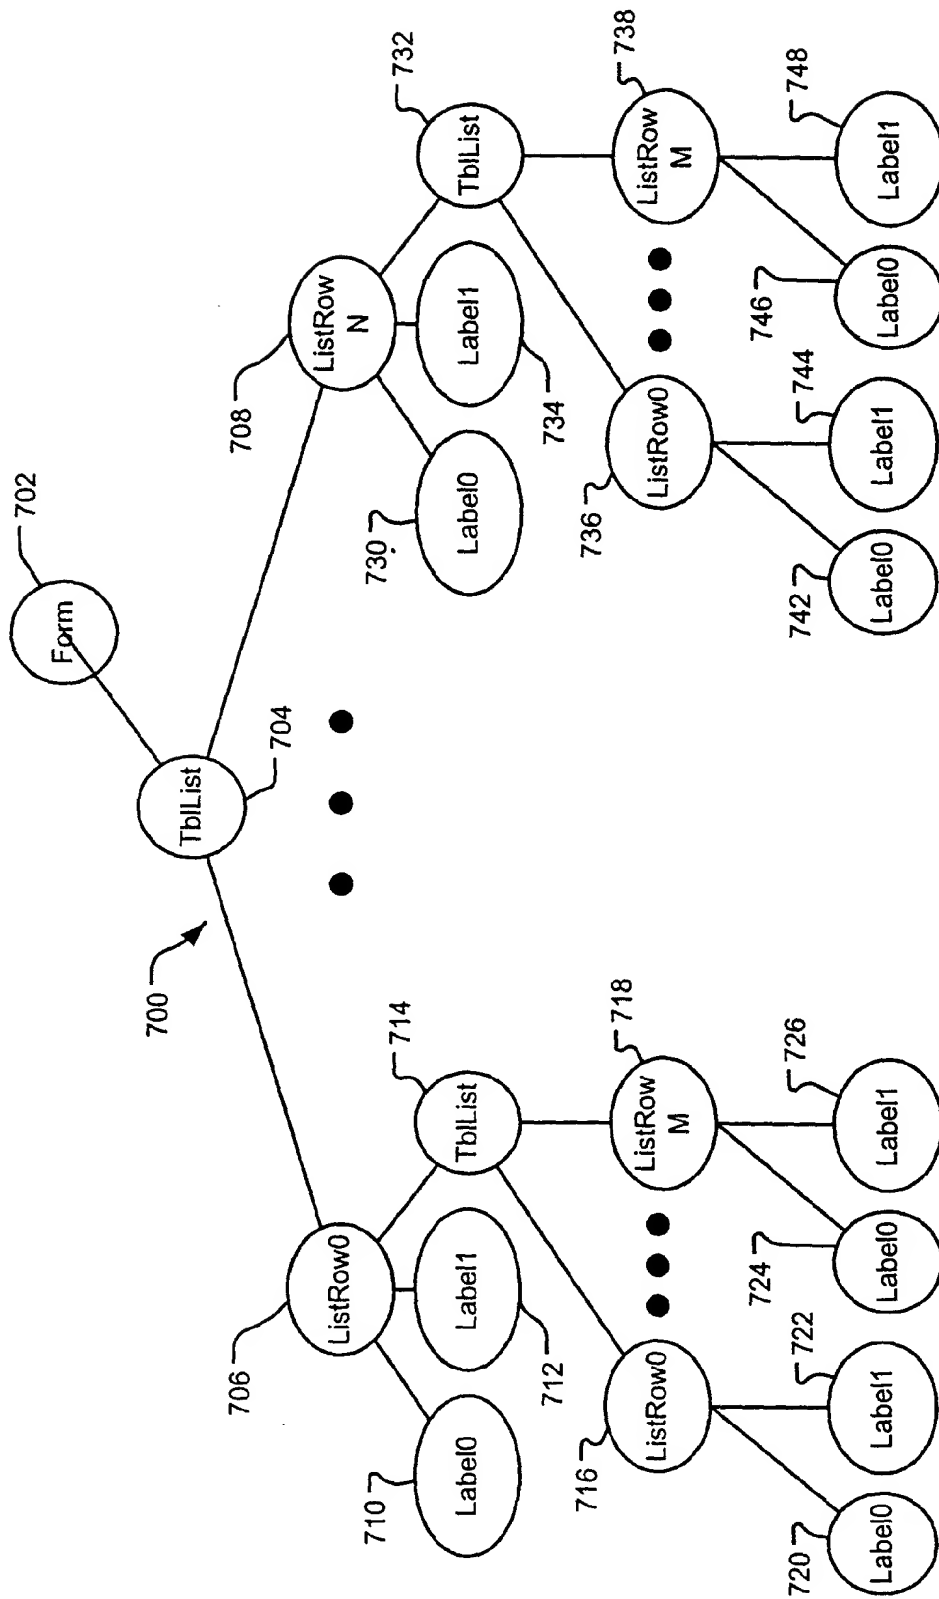 702
Form
700
TblList
704
706
ListRow0
708
ListRow
N
710
Label0
Label1
712
TblList
714
730
Label0
Label1
734
TblList
732
716
ListRow0
ListRow
M
718
736
ListRow0
ListRow
M
738
720
Label0
722
Label1
724
Label0
726
Label1
742
Label0
744
Label1
746
Label0
748
Label1